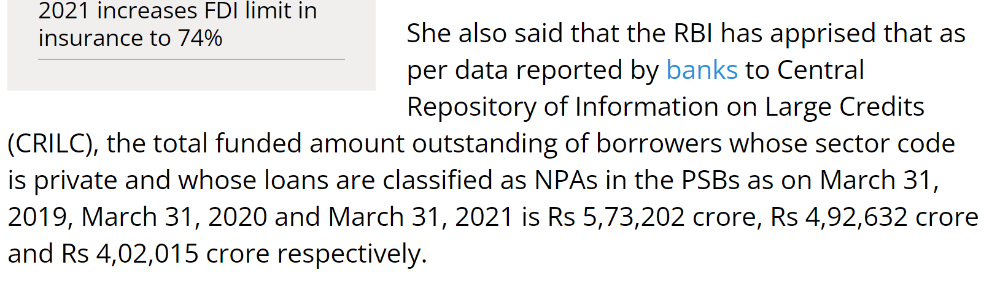 2021 increases FDI limit in
insurance to 74%
She also said that the RBI has apprised that as
per data reported by banks to Central
Repository of Information on Large Credits
(CRILC), the total funded amount outstanding of borrowers whose sector code
is private and whose loans are classified as NPAs in the PSBs as on March 31,
2019, March 31, 2020 and March 31, 2021 is Rs 5,73,202 crore, Rs 4,92,632 crore
and Rs 4,02,015 crore respectively.